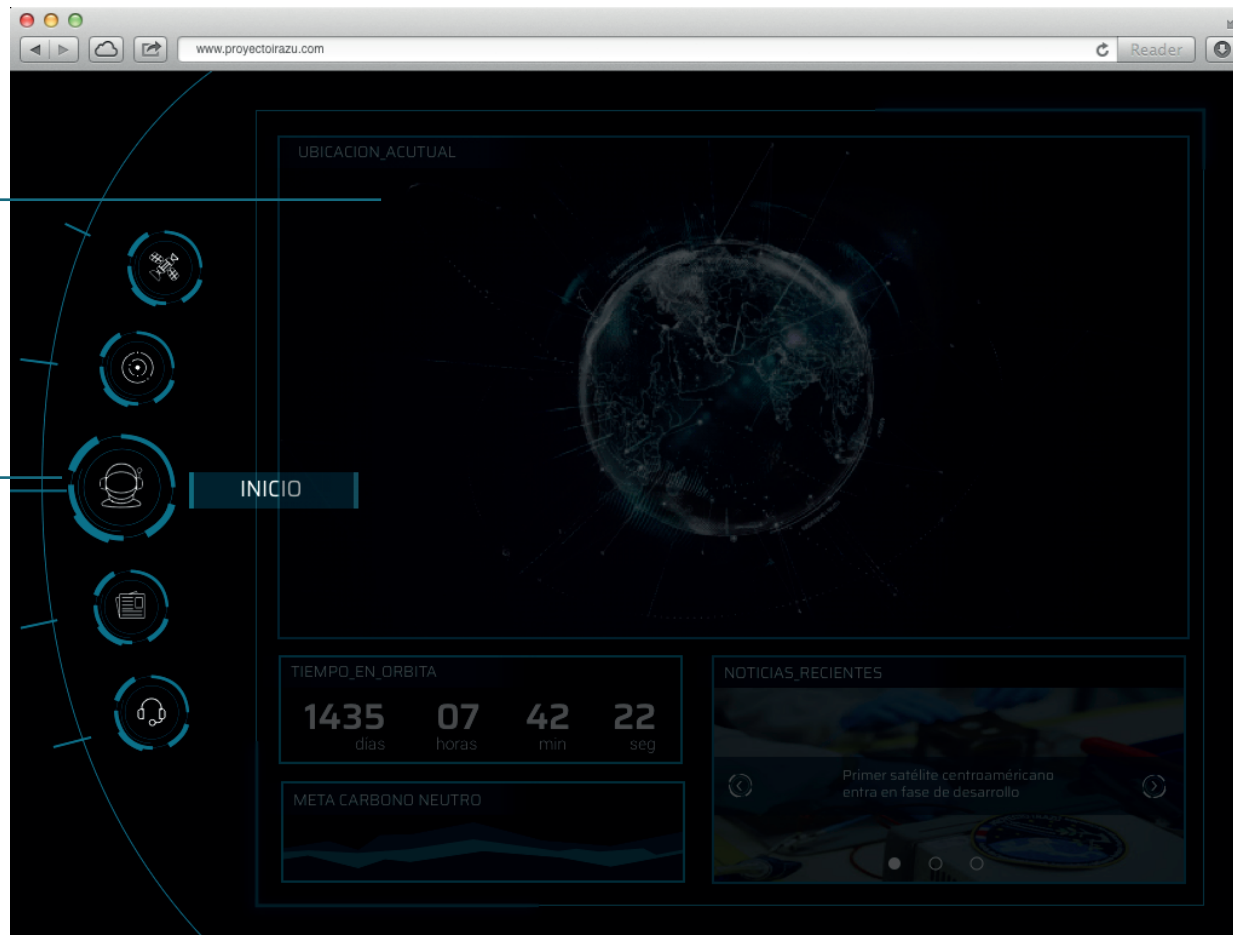 www.proyectoirazu.com
Reader
UBICACION_ACUTUAL
INICIO
TIEMPO_EN_ORBITA
1435 07 42 22
días horas min seg
META CARBONO NEUTRO
NOTICIAS_RECIENTES
Primer satélite centroaméricano
entra en fase de desarrollo